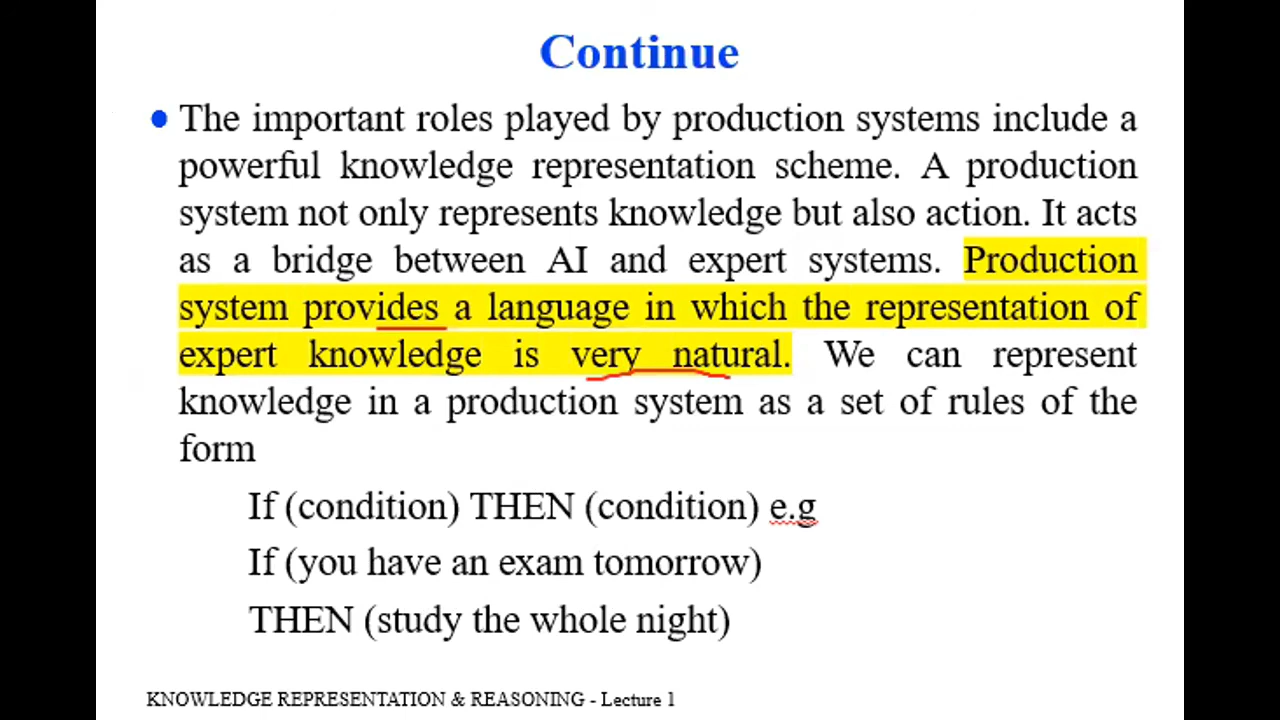 Continue
The important roles played by production systems include a
powerful knowledge representation scheme. A production
system not only represents knowledge but also action. It acts
as a bridge between AI and expert systems. Production
system provides a language in which the representation of
expert knowledge is very natural. We can represent
knowledge in a production system as a set of rules of the
form
If (condition) THEN (condition) e.g
If (you have an exam tomorrow)
THEN (study the whole night)
KNOWLEDGE REPRESENTATION & REASONING - Lecture 1